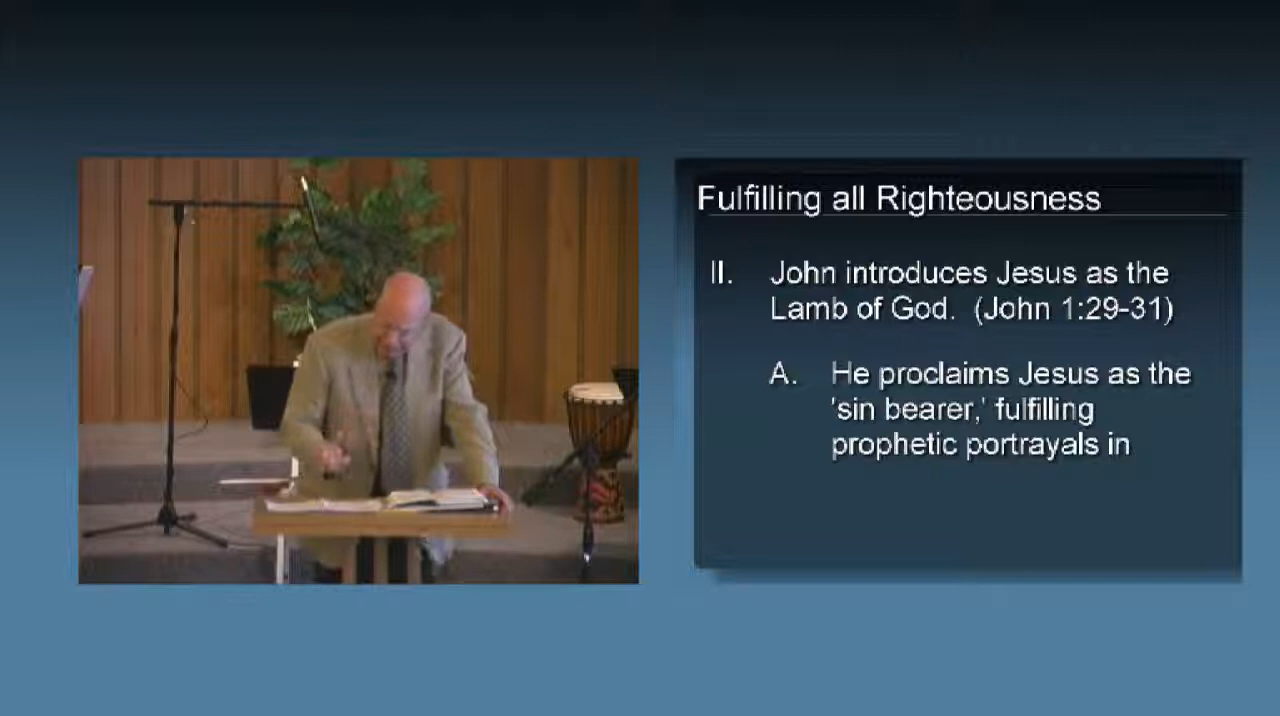 Fulfilling all Righteousness
II. John introduces Jesus as the
Lamb of God. (John 1:29-31)
A. He proclaims Jesus as the
'sin bearer,' fulfilling
prophetic portrayals in